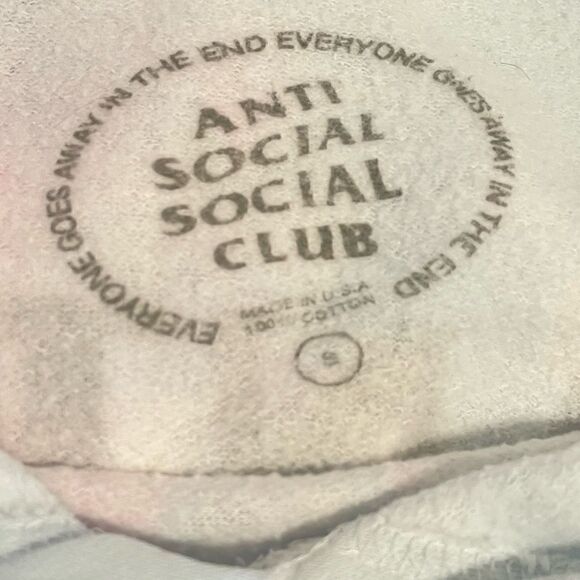 EVERYONE GOES AWAY IN THE END EVERYONE GOES AWAY IN THE END
ANTI
SOCIAL
SOCIAL
CLUB
MADE IN U.S.A
100% COTTON
S